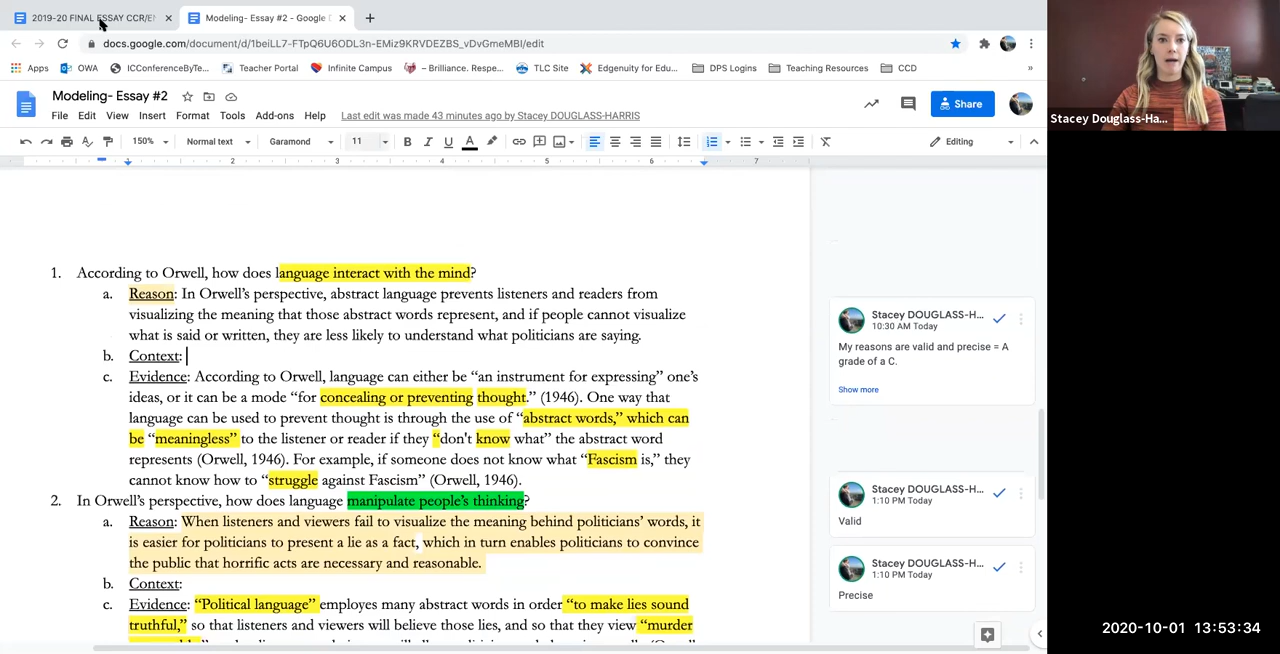 2019-20 FINAL ESSAY CCR/EN
Modeling- Essay #2 - Google D
docs.google.com/document/d/1beiLL7-FTpQ6U6ODL3n-EMiz9KRVDEZBS_vDvGmeMBI/edit
Apps OWA ICConferenceByTe... Teacher Portal Infinite Campus – Brilliance. Respe... TLC Site Edgenuity for Edu... DPS Logins Teaching Resources CCD »
Modeling- Essay #2
File Edit View Insert Format Tools Add-ons Help Last edit was made 43 minutes ago by Stacey DOUGLASS-HARRIS
Share
150% Normal text Garamond 11 B I U A Editing
2 3 4 5 6 7
1. According to Orwell, how does language interact with the mind?
a. Reason: In Orwell’s perspective, abstract language prevents listeners and readers from
visualizing the meaning that those abstract words represent, and if people cannot visualize
what is said or written, they are less likely to understand what politicians are saying.
b. Context:
c. Evidence: According to Orwell, language can either be “an instrument for expressing” one’s
ideas, or it can be a mode “for concealing or preventing thought.” (1946). One way that
language can be used to prevent thought is through the use of “abstract words,” which can
be “meaningless” to the listener or reader if they “don't know what” the abstract word
represents (Orwell, 1946). For example, if someone does not know what “Fascism is,” they
cannot know how to “struggle against Fascism” (Orwell, 1946).
2. In Orwell’s perspective, how does language manipulate people’s thinking?
a. Reason: When listeners and viewers fail to visualize the meaning behind politicians’ words, it
is easier for politicians to present a lie as a fact, which in turn enables politicians to convince
the public that horrific acts are necessary and reasonable.
b. Context:
c. Evidence: “Political language” employes many abstract words in order “to make lies sound
truthful,” so that listeners and viewers will believe those lies, and so that they view “murder
Stacey DOUGLASS-H...
10:30 AM Today
My reasons are valid and precise = A
grade of a C.
Show more
Stacey DOUGLASS-H...
1:10 PM Today
Valid
Stacey DOUGLASS-H...
1:10 PM Today
Precise
Stacey Douglass-Ha...
2020-10-01 13:53:34